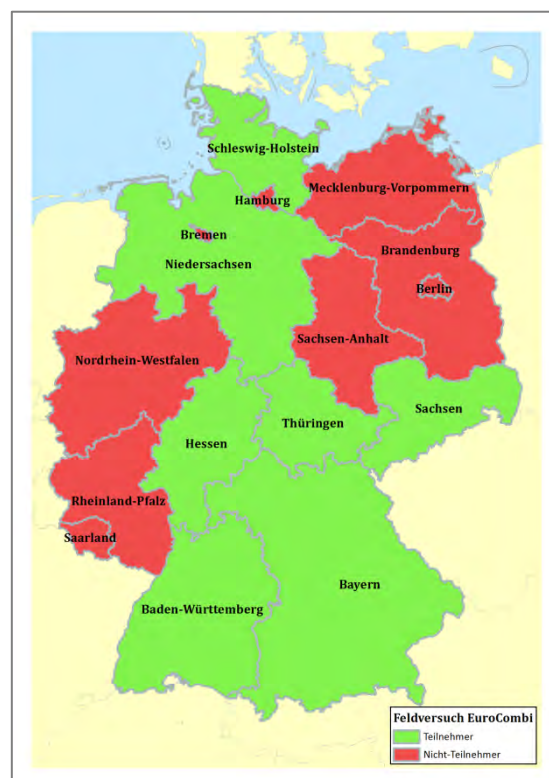 Schleswig-Holstein
Mecklenburg-Vorpommern
Hamburg
Bremen
Brandenburg
Niedersachsen
Berlin
Sachsen-Anhalt
Nordrhein-Westfalen
Sachsen
Thüringen
Hessen
Rheinland-Pfalz
Saarland
Bayern
Baden-Württemberg
Feldversuch EuroCombi
Teilnehmer
Nicht-Teilnehmer